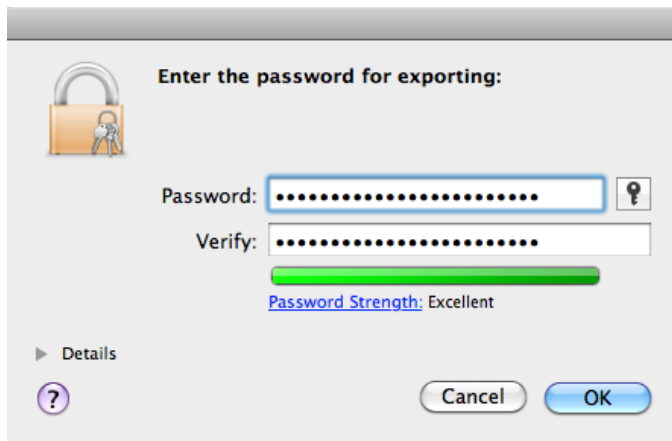 Enter the password for exporting:
Password: ••••••••••••••••••••••••
Verify: ••••••••••••••••••••••••
Password Strength: Excellent
Details
? Cancel OK